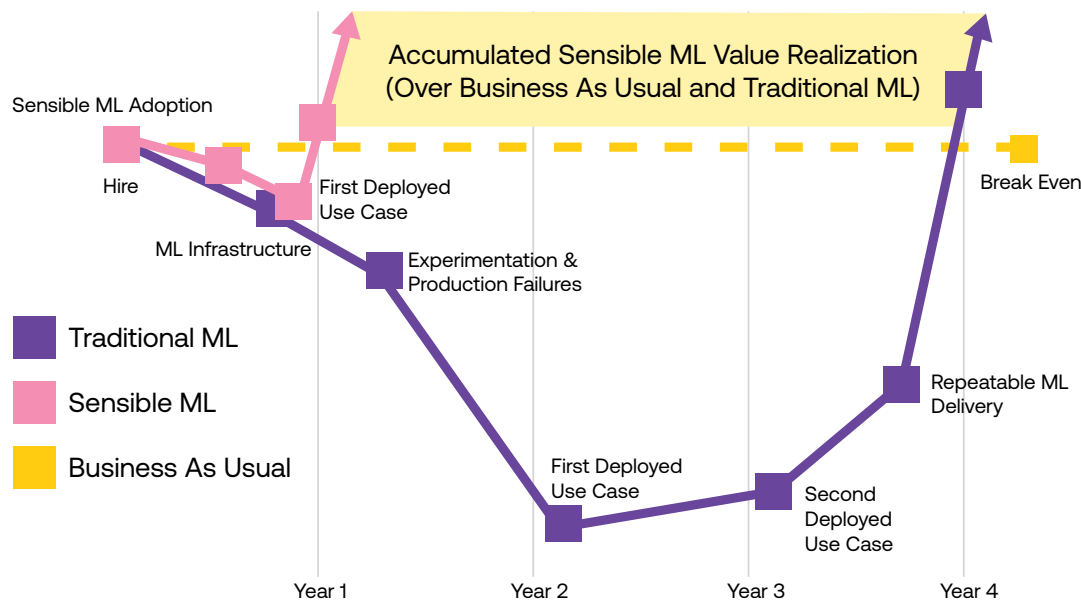 Accumulated Sensible ML Value Realization
(Over Business As Usual and Traditional ML)
Sensible ML Adoption
Hire
First Deployed
Use Case
Break Even
ML Infrastructure
Experimentation &
Production Failures
Traditional ML
Sensible ML
Business As Usual
Repeatable ML
Delivery
First Deployed
Use Case
Second
Deployed
Use Case
Year 1
Year 2
Year 3
Year 4